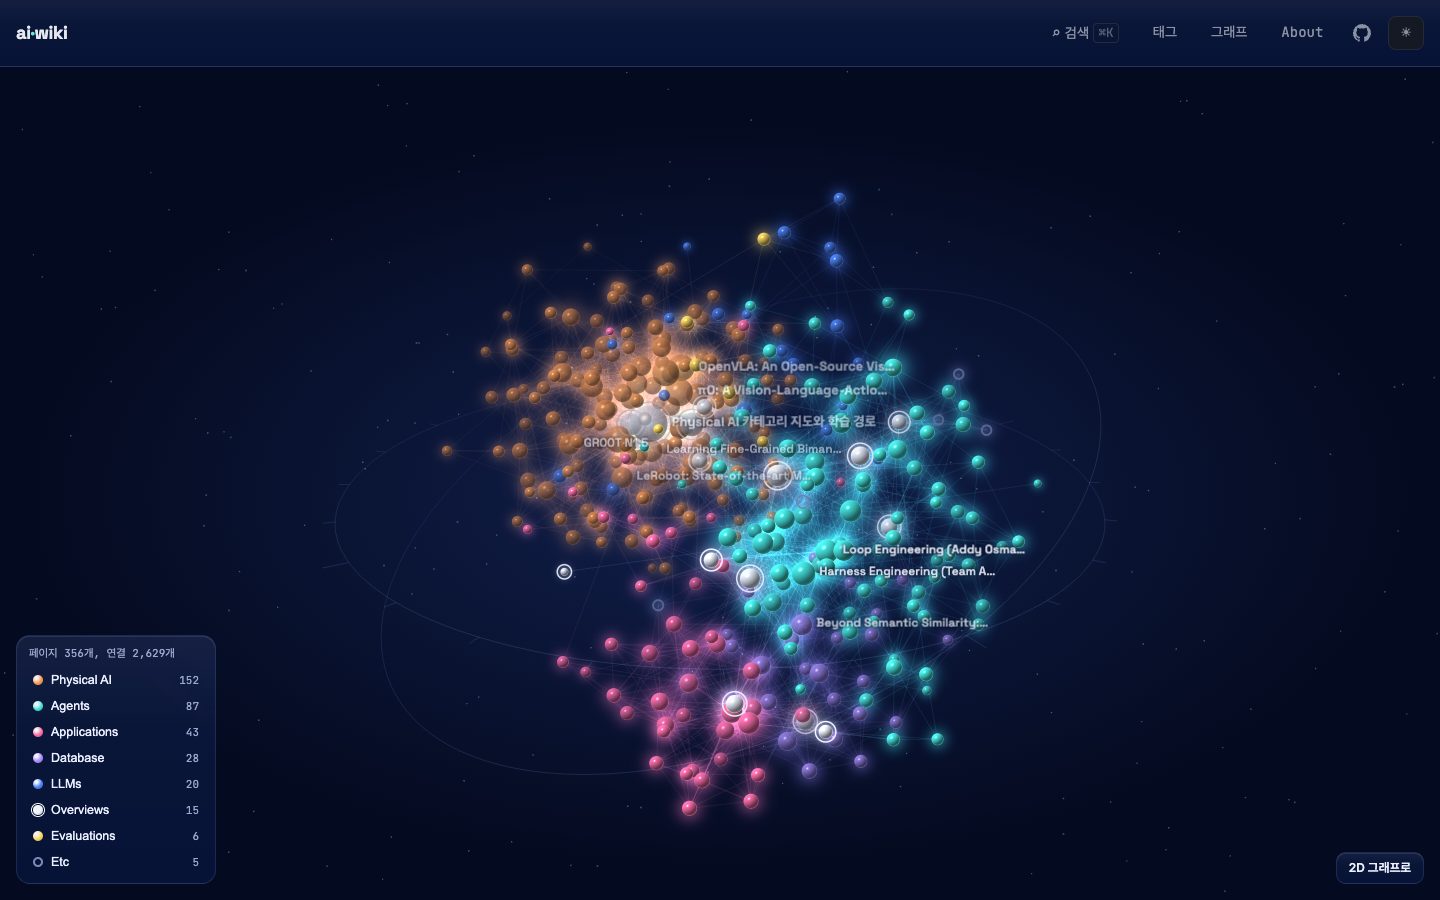 ai·wiki
검색 ⌘K
태그
그래프
About
OpenVLA: An Open-Source Vis...
π0: A Vision-Language-Actio...
Physical AI 카테고리 지도와 학습 경로
GROOT N1.5
Learning Fine-Grained Biman...
LeRobot: State-of-the-art M...
Loop Engineering (Addy Osma...
Harness Engineering (Team A...
Beyond Semantic Similarity:...
페이지 356개, 연결 2,629개
Physical AI 152
Agents 87
Applications 43
Database 28
LLMs 20
Overviews 15
Evaluations 6
Etc 5
2D 그래프로